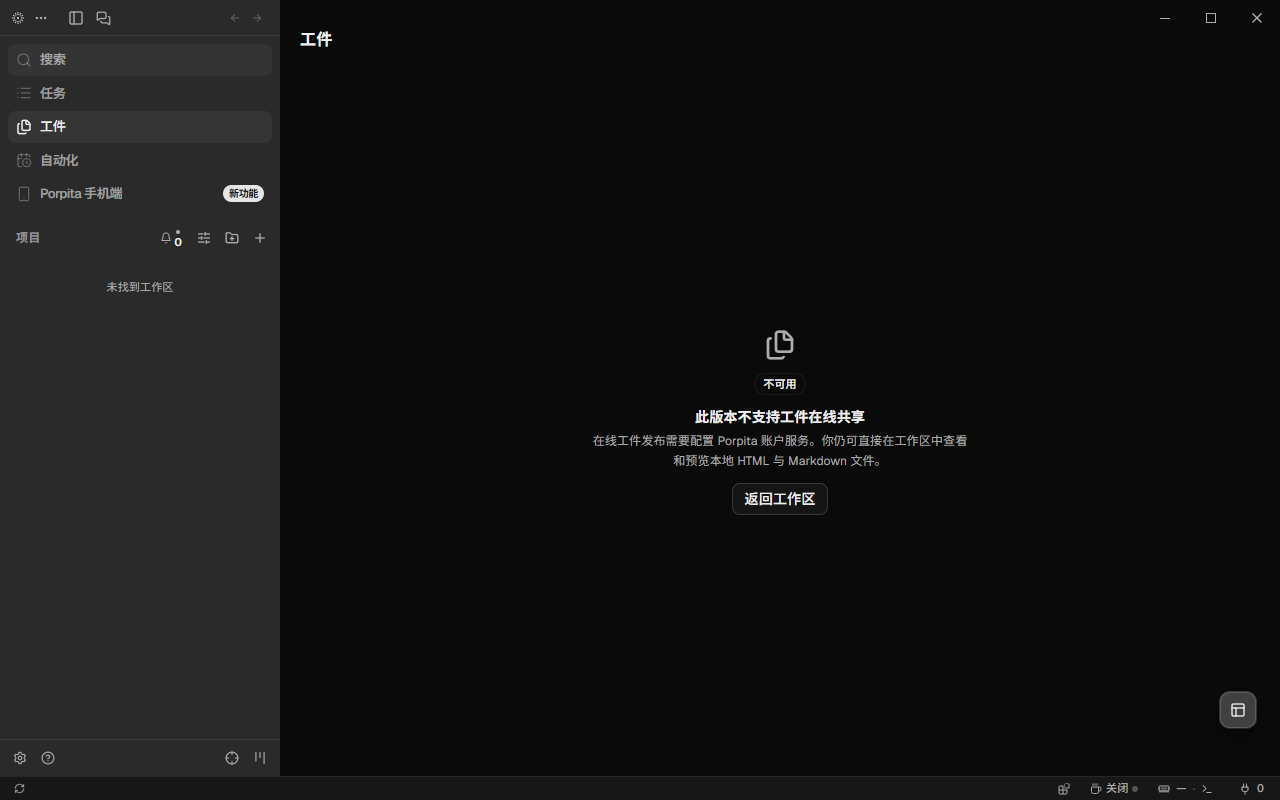 工件
搜索
任务
工件
自动化
Porpita 手机端
新功能
项目
0
未找到工作区
不可用
此版本不支持工件在线共享
在线工件发布需要配置 Porpita 账户服务。你仍可直接在工作区中查看
和预览本地 HTML 与 Markdown 文件。
返回工作区
关闭
0